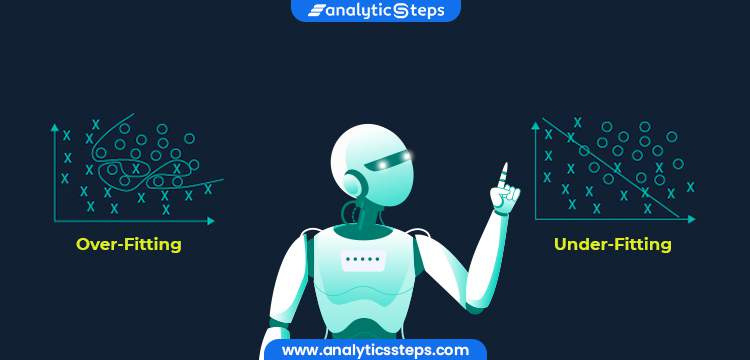 analyticSteps
Over-Fitting
Under-Fitting
www.analyticssteps.com